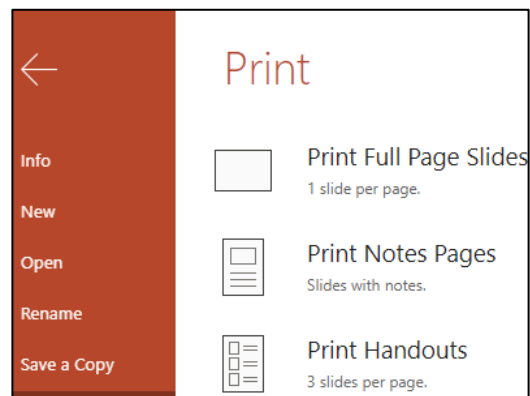 Print
Info
New
Open
Rename
Save a Copy
Print Full Page Slides
1 slide per page.
Print Notes Pages
Slides with notes.
Print Handouts
3 slides per page.